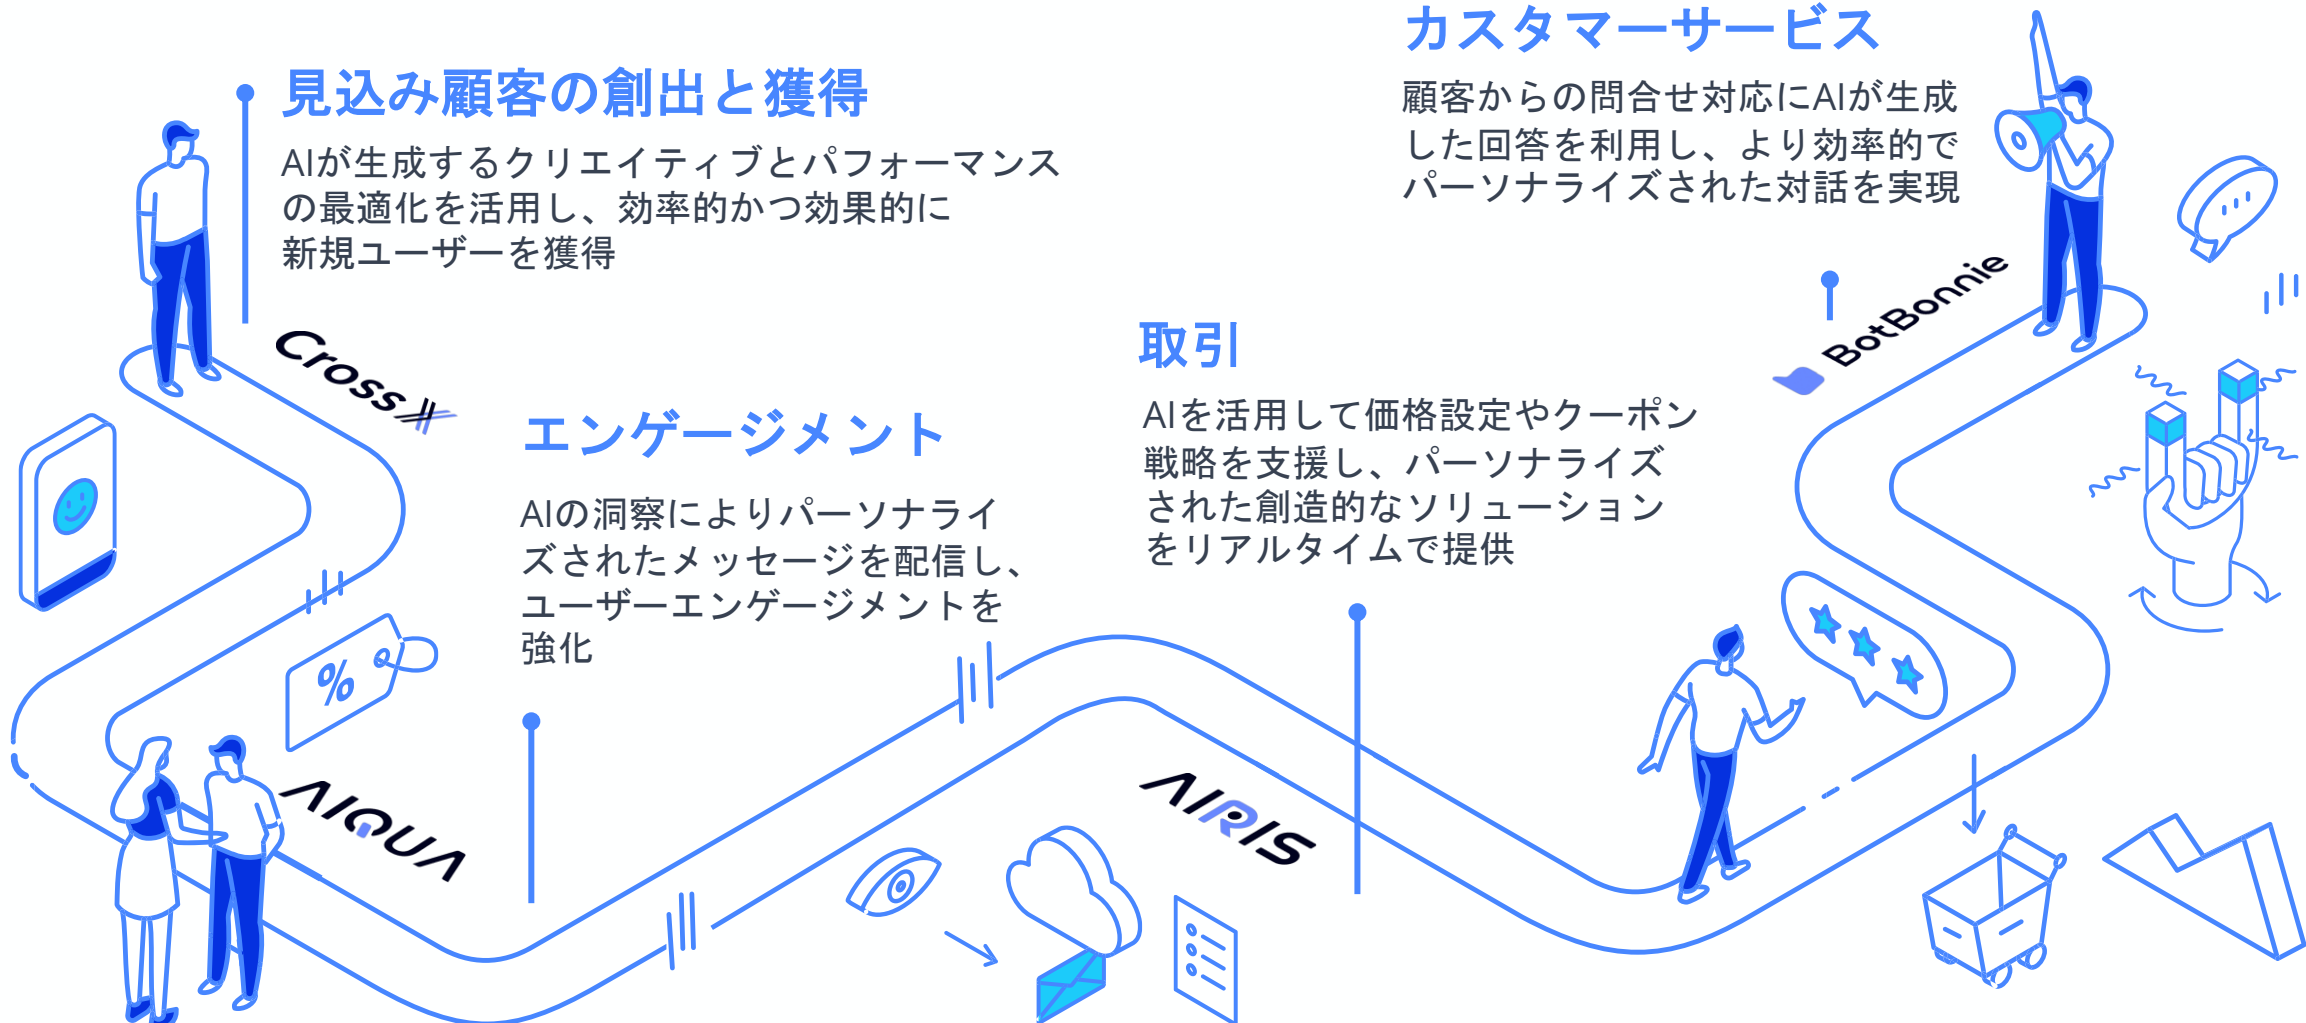 見込み顧客の創出と獲得
AIが生成するクリエイティブとパフォーマンス
の最適化を活用し、効率的かつ効果的に
新規ユーザーを獲得
CrossX
エンゲージメント
AIの洞察によりパーソナライ
ズされたメッセージを配信し、
ユーザーエンゲージメントを
強化
%
AIQUA
取引
AIを活用して価格設定やクーポン
戦略を支援し、パーソナライズ
された創造的なソリューション
をリアルタイムで提供
AIRIS
カスタマーサービス
顧客からの問合せ対応にAIが生成
した回答を利用し、より効率的で
パーソナライズされた対話を実現
BotBonnie